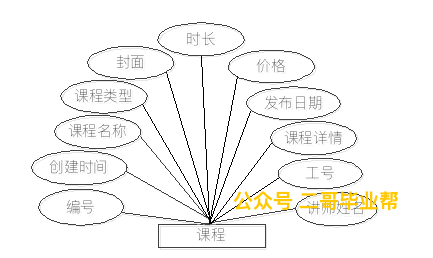 时长
封面
价格
课程类型
发布日期
课程名称
课程详情
创建时间
工号
编号
公众号 二哥毕业帮
讲师姓名
课程